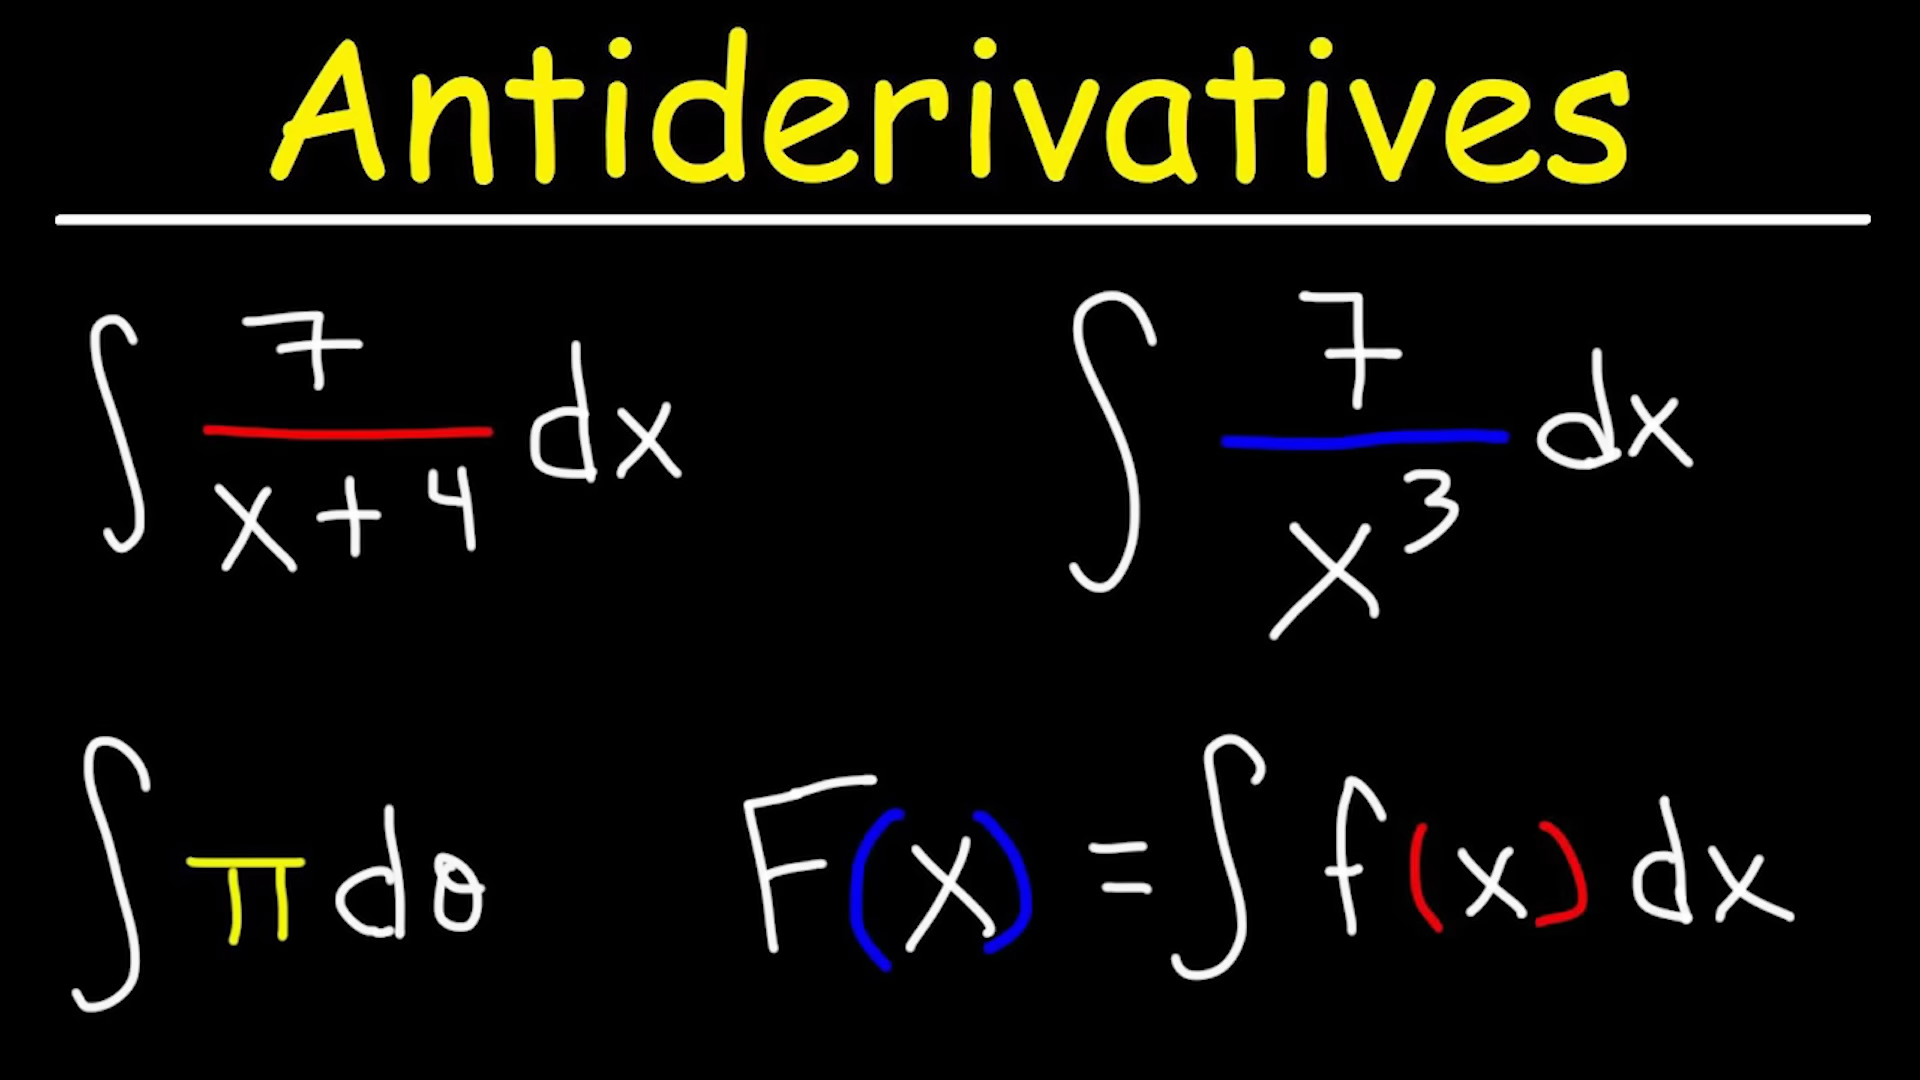 Antiderivatives
∫ 7/(x+4) dx
∫ 7/x³ dx
∫ π dθ
F(x) = ∫ f(x) dx